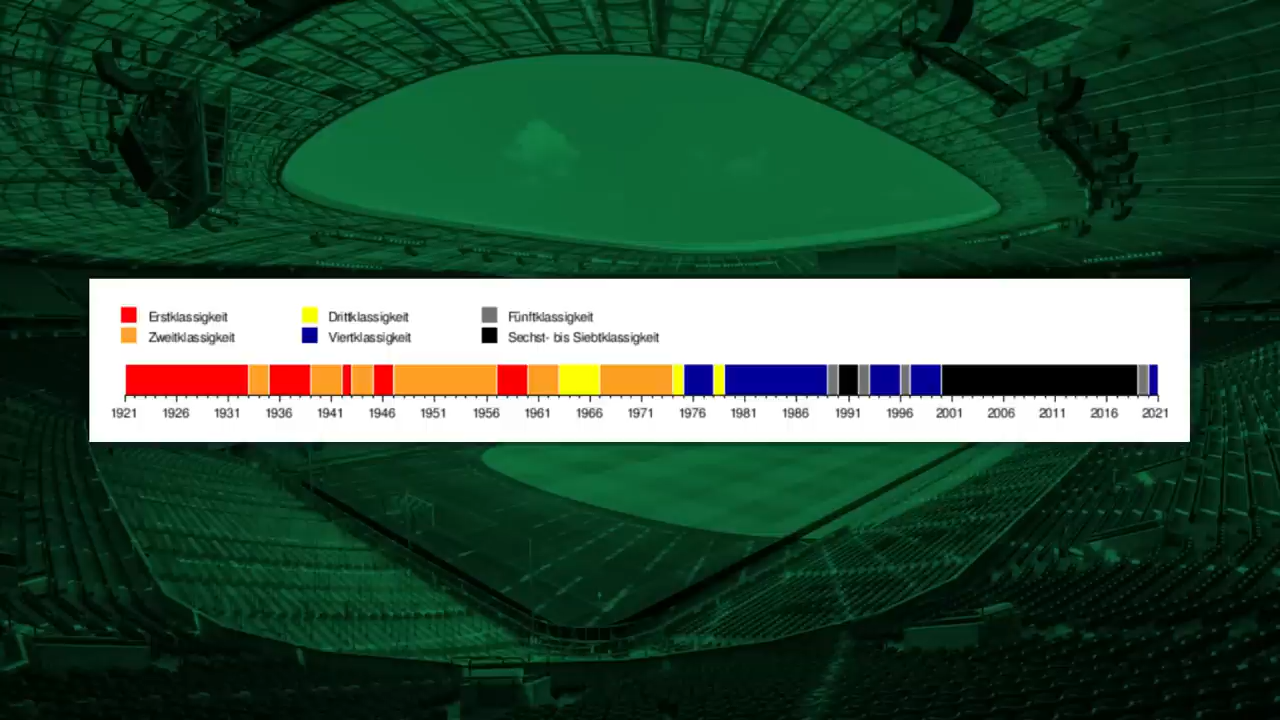 Erstklassigkeit Drittklassigkeit Fünftklassigkeit
Zweitklassigkeit Viertklassigkeit Sechst- bis Siebtklassigkeit
1921 1926 1931 1936 1941 1946 1951 1956 1961 1966 1971 1976 1981 1986 1991 1996 2001 2006 2011 2016 2021